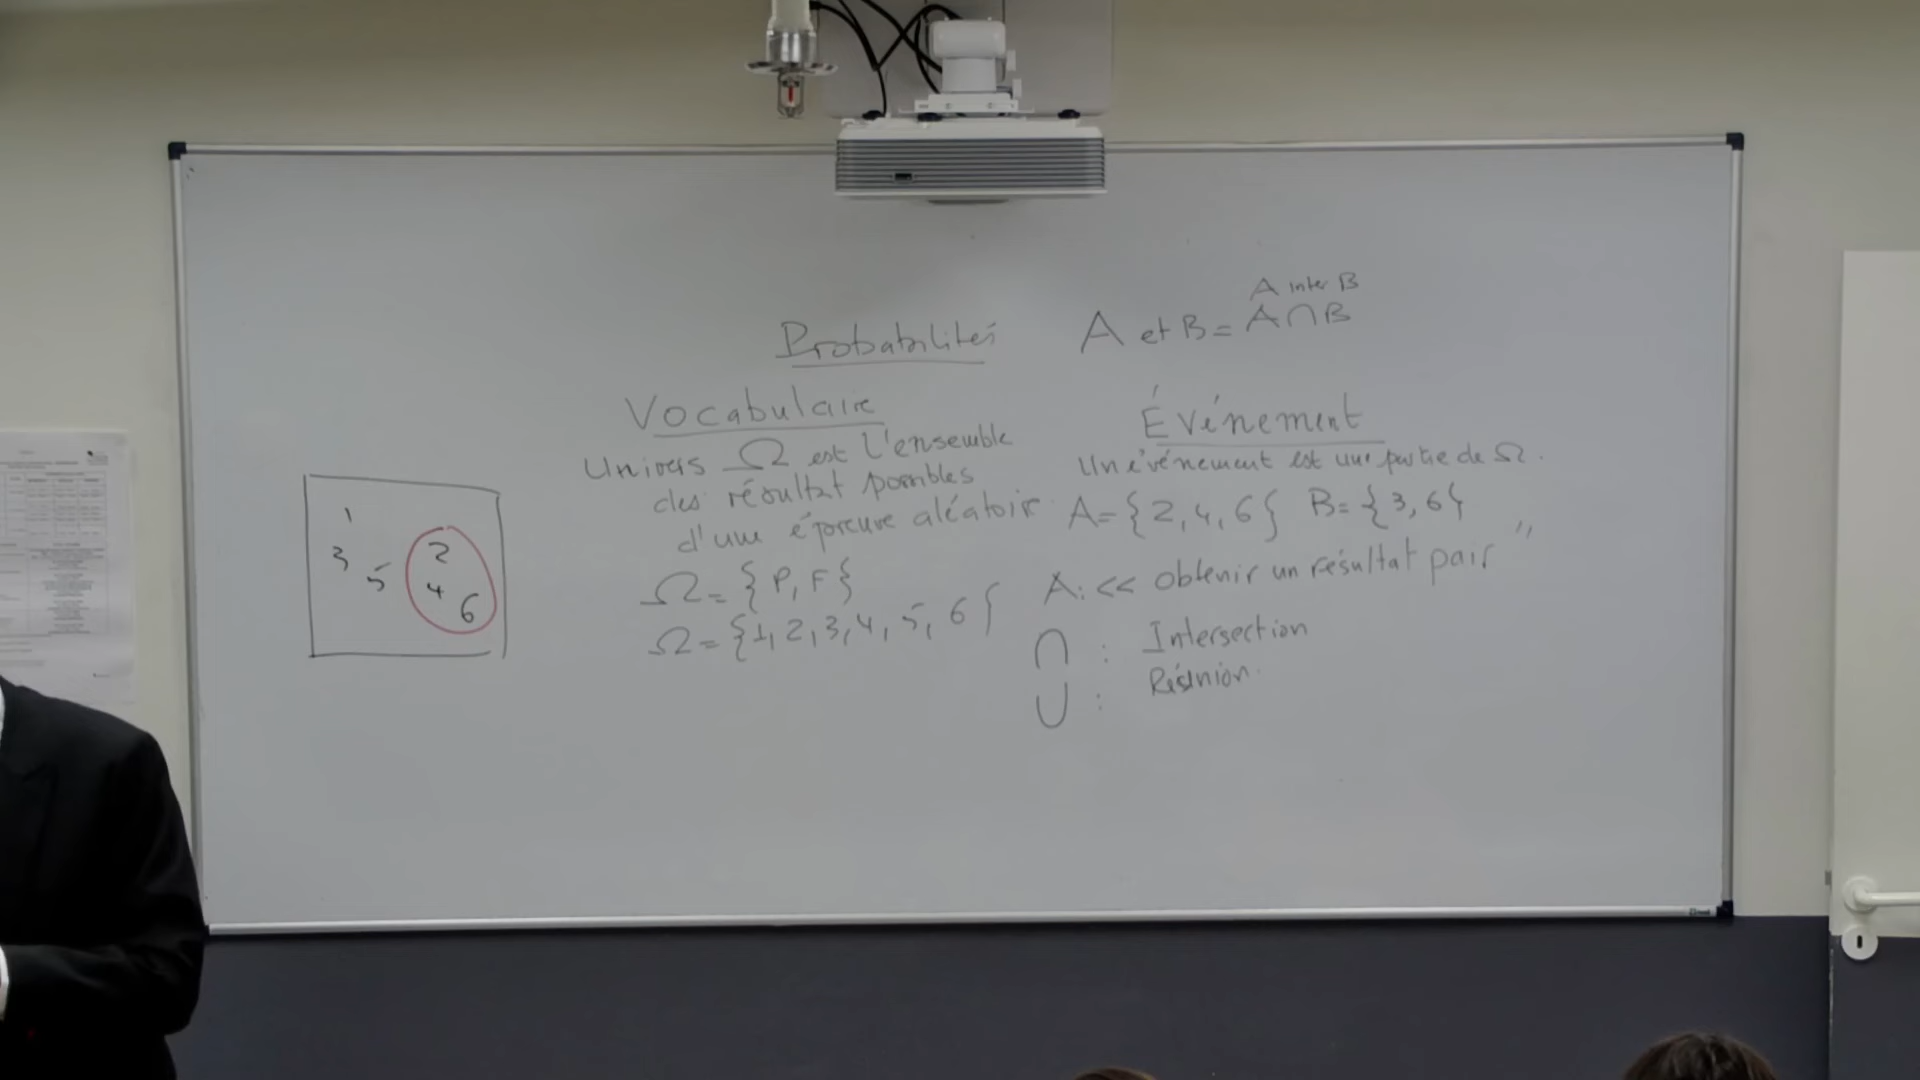 Probabilités
A inter B
A et B = A∩B
Vocabulaire
Univers Ω est l'ensemble
des résultat possibles
d'une épreuve aléatoire.
Ω = {P, F}
Ω = {1, 2, 3, 4, 5, 6}
Événement
Un événement est une partie de Ω.
A = {2, 4, 6} B = {3, 6}
A: << obtenir un résultat pair "
∩ : Intersection
∪ : Réunion.
1
3 5 2
4
6